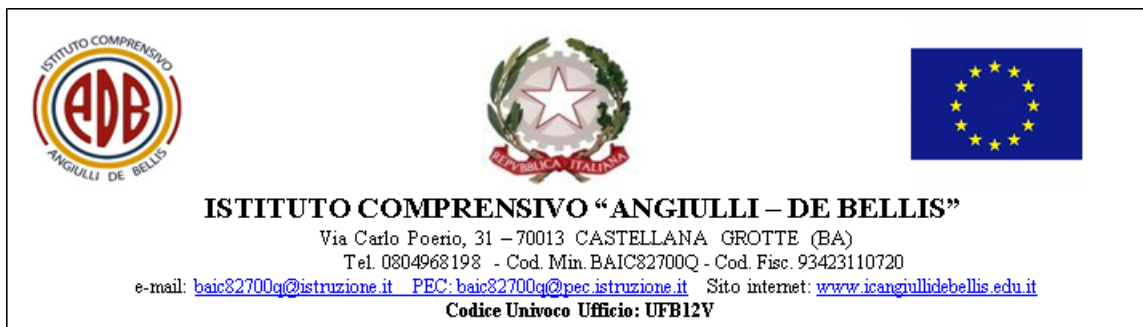 ISTITUTO COMPRENSIVO
ADB
ANGIULLI DE BELLIS
REPVBBLICA ITALIANA
ISTITUTO COMPRENSIVO “ANGIULLI – DE BELLIS”
Via Carlo Poerio, 31 – 70013 CASTELLANA GROTTE (BA)
Tel. 0804968198 - Cod. Min. BAIC82700Q - Cod. Fisc. 93423110720
e-mail: baic82700q@istruzione.it PEC: baic82700q@pec.istruzione.it Sito internet: www.icangiullidebellis.edu.it
Codice Univoco Ufficio: UFB12V